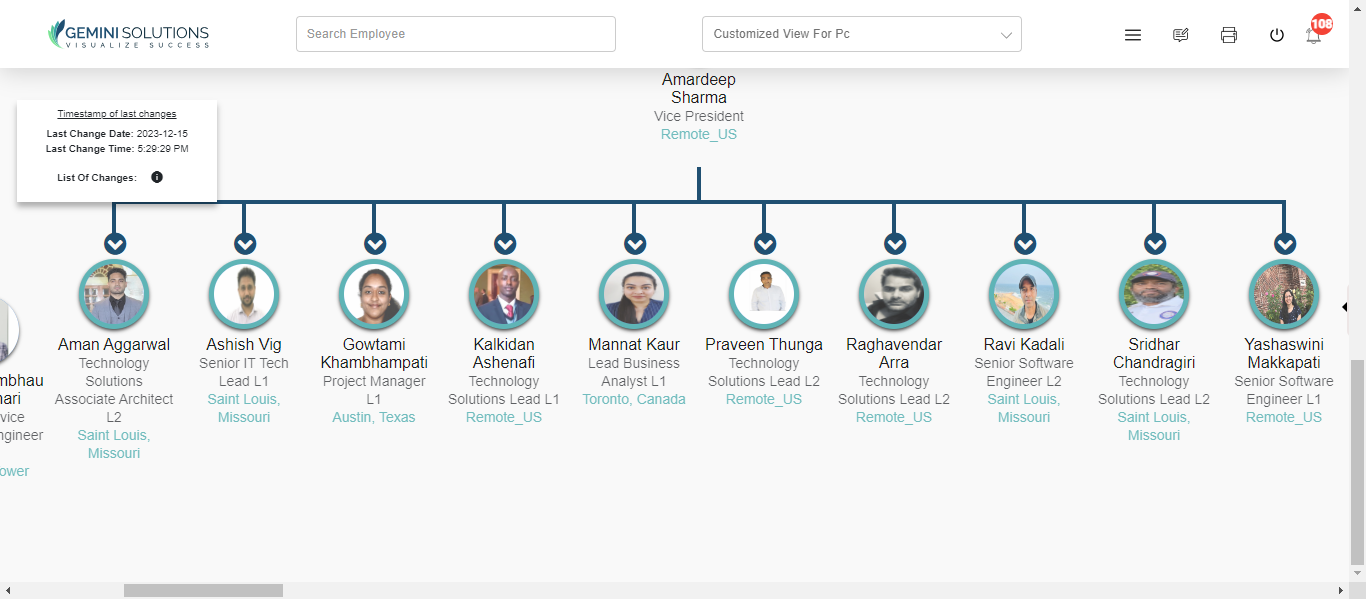 GEMINI SOLUTIONS
VISUALIZE SUCCESS
Search Employee
Customized View For Pc
108
Amardeep
Sharma
Vice President
Remote_US
Timestamp of last changes
Last Change Date: 2023-12-15
Last Change Time: 5:29:29 PM
List Of Changes:
mbhau
nari
vice
ngineer
ower
Aman Aggarwal
Technology
Solutions
Associate Architect
L2
Saint Louis,
Missouri
Ashish Vig
Senior IT Tech
Lead L1
Saint Louis,
Missouri
Gowtami
Khambhampati
Project Manager
L1
Austin, Texas
Kalkidan
Ashenafi
Technology
Solutions Lead L1
Remote_US
Mannat Kaur
Lead Business
Analyst L1
Toronto, Canada
Praveen Thunga
Technology
Solutions Lead L2
Remote_US
Raghavendar
Arra
Technology
Solutions Lead L2
Remote_US
Ravi Kadali
Senior Software
Engineer L2
Saint Louis,
Missouri
Sridhar
Chandragiri
Technology
Solutions Lead L2
Saint Louis,
Missouri
Yashaswini
Makkapati
Senior Software
Engineer L1
Remote_US